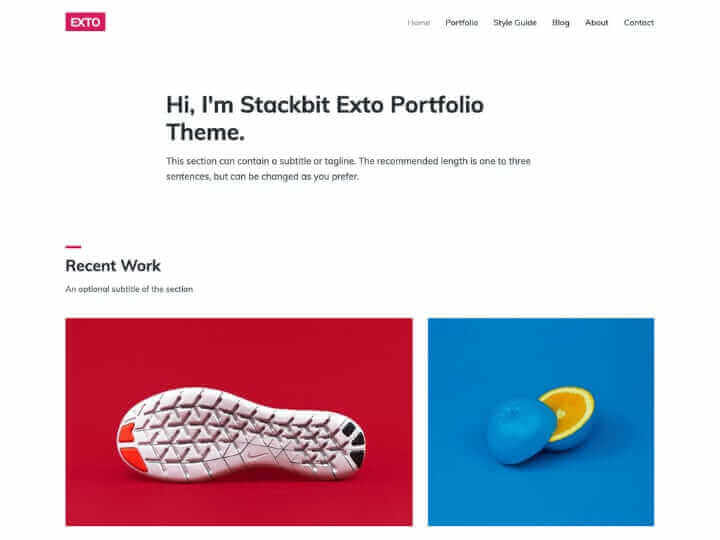 EXTO
Home Portfolio Style Guide Blog About Contact
Hi, I'm Stackbit Exto Portfolio
Theme.
This section can contain a subtitle or tagline. The recommended length is one to three
sentences, but can be changed as you prefer.
Recent Work
An optional subtitle of the section